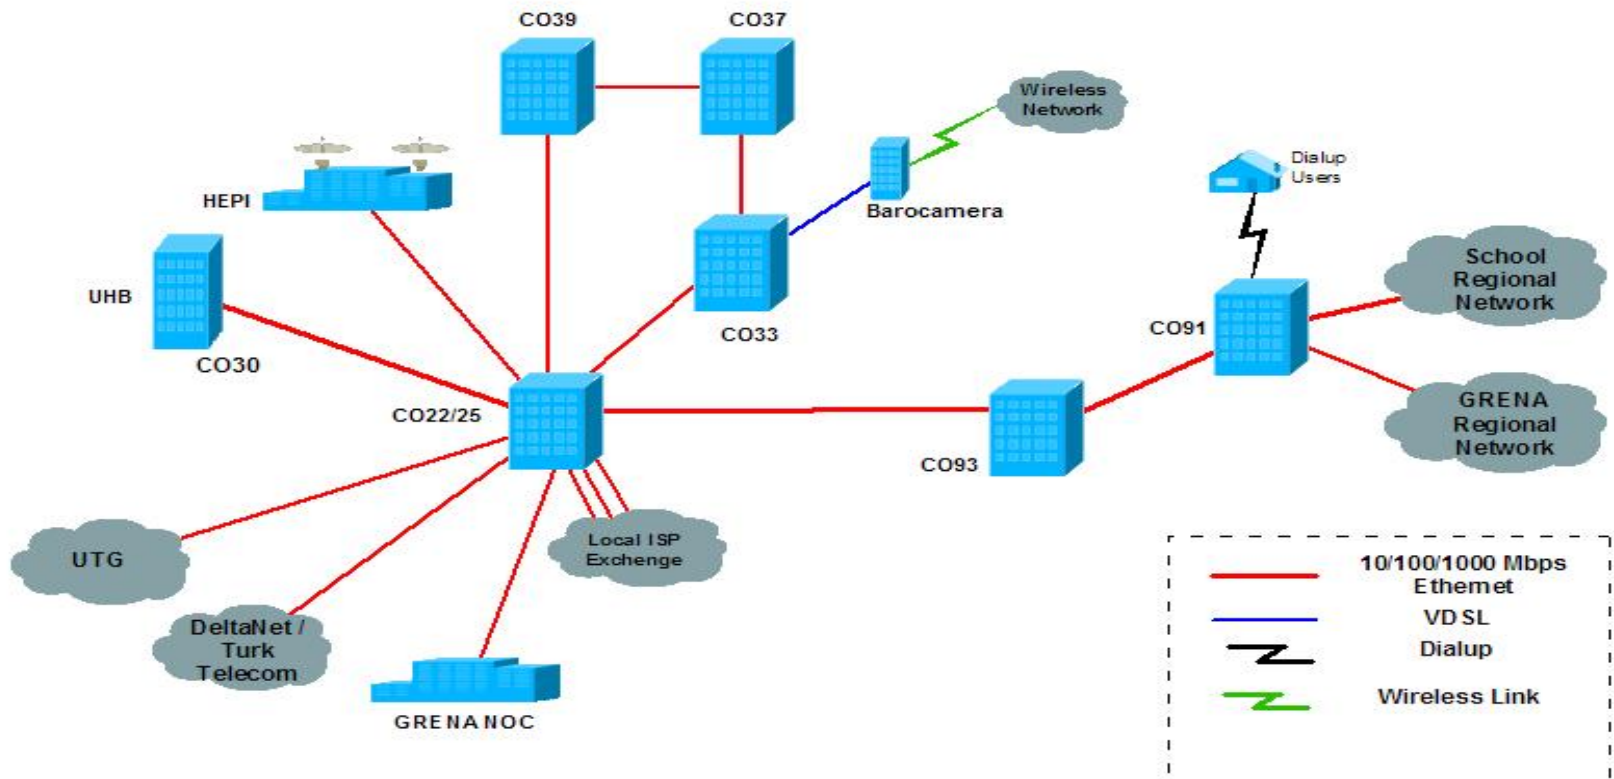 CO39
CO37
Wireless
Network
HEPI
Barocamera
Dialup
Users
UHB
CO30
CO33
School
Regional
Network
CO91
CO22/25
CO93
GRENA
Regional
Network
UTG
Local ISP
Exchange
DeltaNet /
Turk
Telecom
GRENA NOC
10/100/1000 Mbps
Ethernet
VDSL
Dialup
Wireless Link